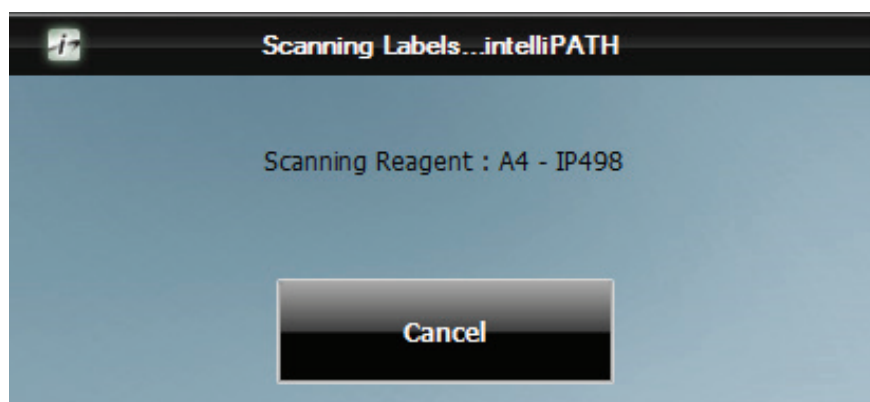 Scanning Labels...intelliPATH
Scanning Reagent : A4 - IP498
Cancel